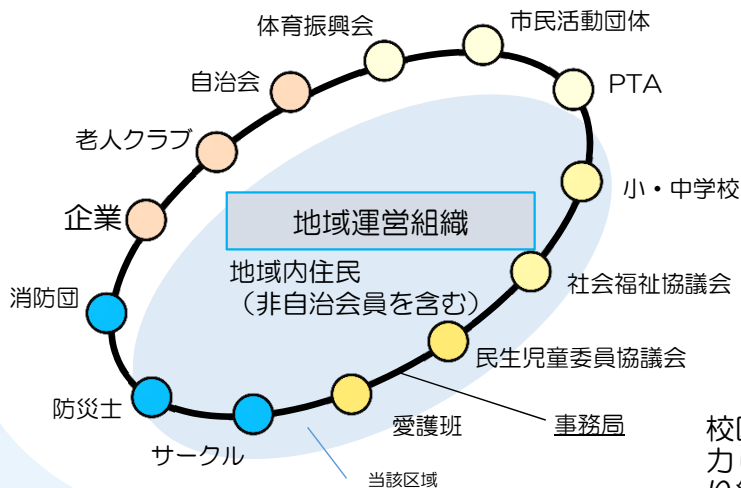 市民活動団体
体育振興会
PTA
自治会
老人クラブ
小・中学校
企業
地域運営組織
地域内住民
（非自治会員を含む）
社会福祉協議会
消防団
民生児童委員協議会
防災士
愛護班
事務局
サークル
当該区域
校
力